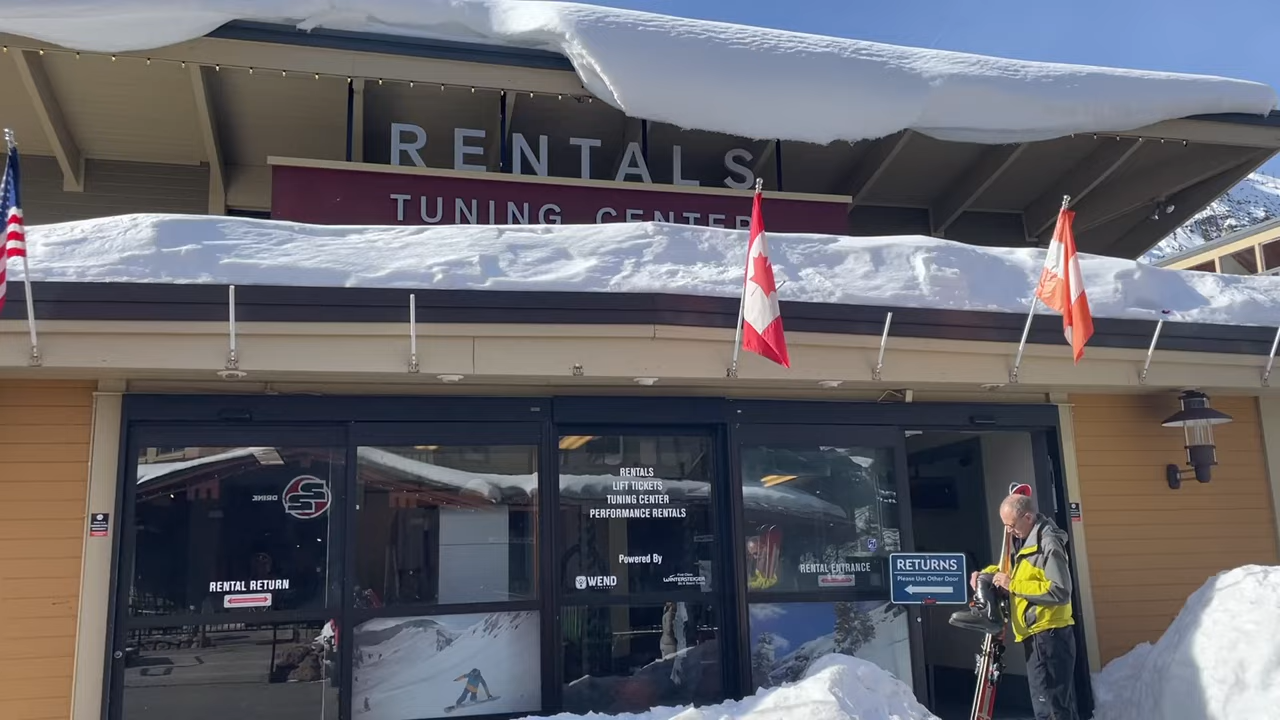 RENTALS
TUNING CENTER
RENTALS
LIFT TICKETS
TUNING CENTER
PERFORMANCE RENTALS
Powered By
WEND
WINTERSTEIGER
RENTAL RETURN
RENTAL ENTRANCE
RETURNS
Please Use Other Door